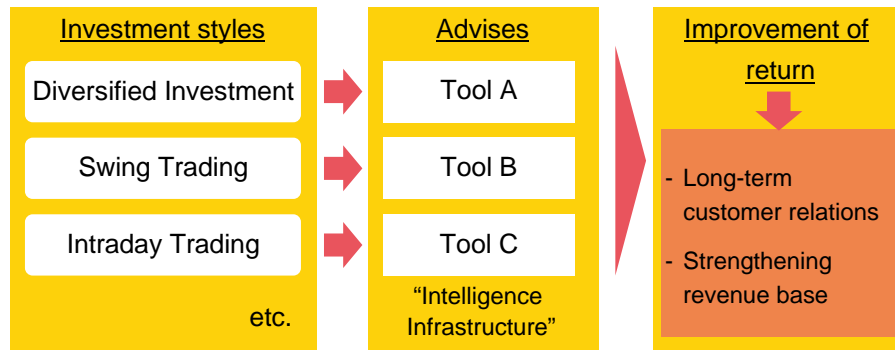 Investment styles
Diversified Investment
Swing Trading
Intraday Trading
etc.
Advises
Tool A
Tool B
Tool C
“Intelligence
Infrastructure”
Improvement of
return
- Long-term
customer relations
- Strengthening
revenue base